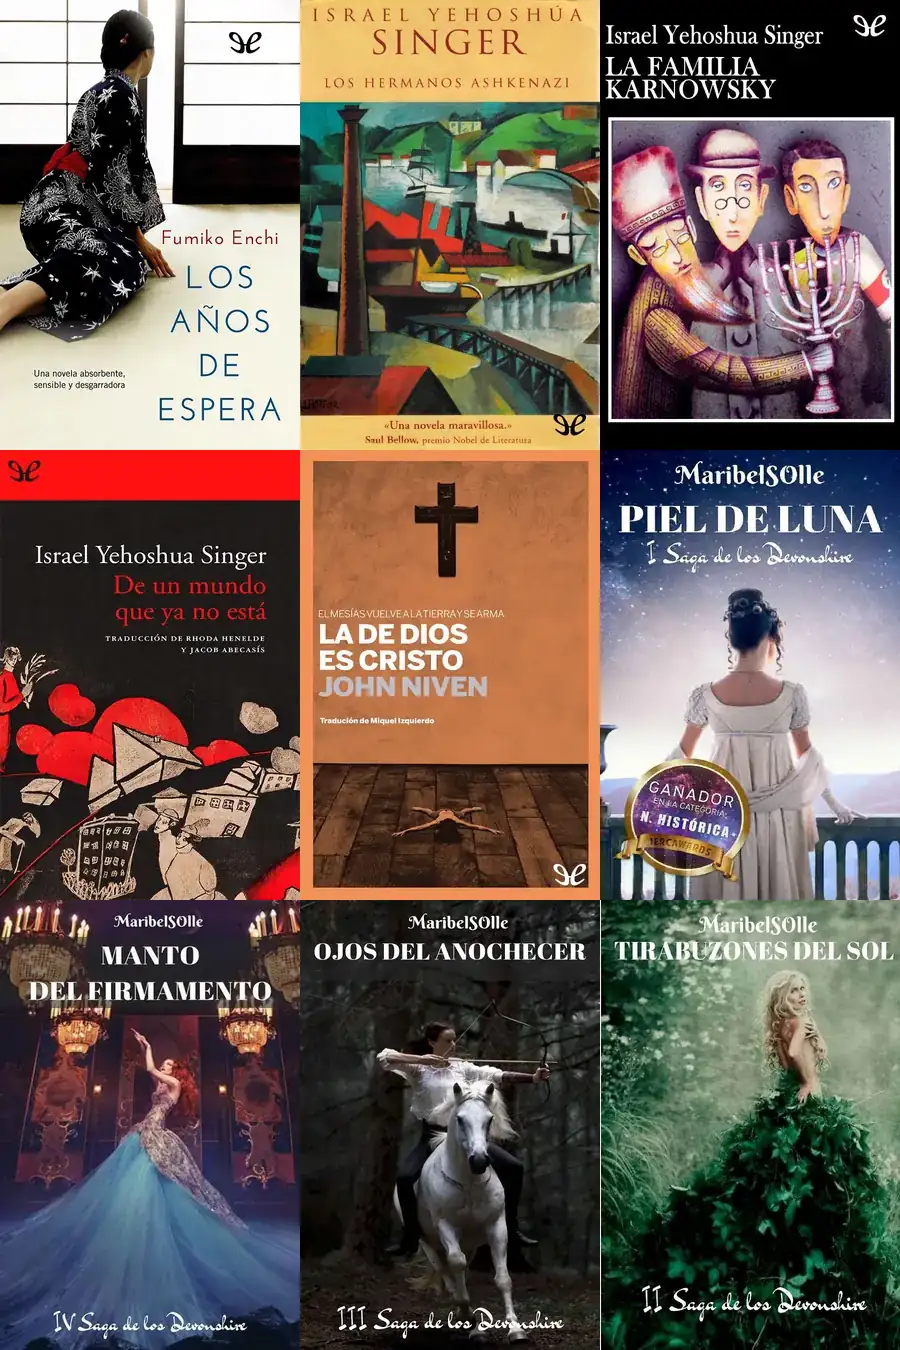 Fumiko Enchi
LOS
AÑOS
DE
ESPERA
Una novela absorbente,
sensible y desgarradora
ISRAEL YEHOSHÚA
SINGER
LOS HERMANOS ASHKENAZI
«Una novela maravillosa.»
Saul Bellow, premio Nobel de Literatura
Israel Yehoshua Singer
LA FAMILIA
KARNOWSKY
Israel Yehoshua Singer
De un mundo
que ya no está
TRADUCCIÓN DE RHODA HENELDE
Y JACOB ABECASÍS
EL MESÍAS VUELVE A LA TIERRA Y SE ARMA
LA DE DIOS
ES CRISTO
JOHN NIVEN
Tradución de Miquel Izquierdo
MaribelSOlle
PIEL DE LUNA
I Saga de los Devonshire
GANADOR
EN LA CATEGORIA
N. HISTÓRICA
MaribelSOlle
MANTO
DEL FIRMAMENTO
IV Saga de los Devonshire
MaribelSOlle
OJOS DEL ANOCHECER
III Saga de los Devonshire
MaribelSOlle
TIRABUZONES DEL SOL
II Saga de los Devonshire